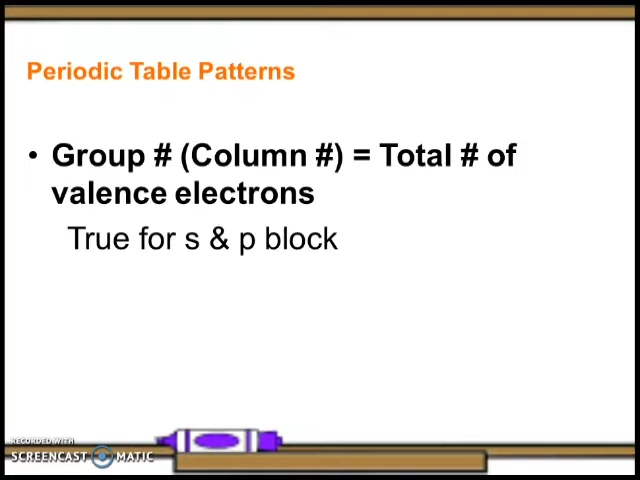 Periodic Table Patterns
• Group # (Column #) = Total # of
valence electrons
True for s & p block
RECORDED WITH
SCREENCAST MATIC